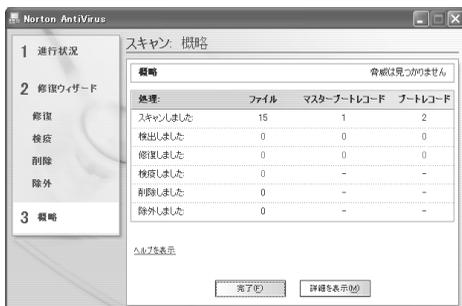 Norton AntiVirus
1 進行状況
2 修復ウィザード
修復
検疫
削除
除外
3 概略
スキャン: 概略
概略 脅威は見つかりません
処理: ファイル マスターブートレコード ブートレコード
スキャンしました: 15 1 2
検出しました: 0 0 0
修復しました: 0 0 0
検疫しました: 0 - -
削除しました: 0 - -
除外しました: 0 - -
ヘルプを表示
完了(F) 詳細を表示(M)